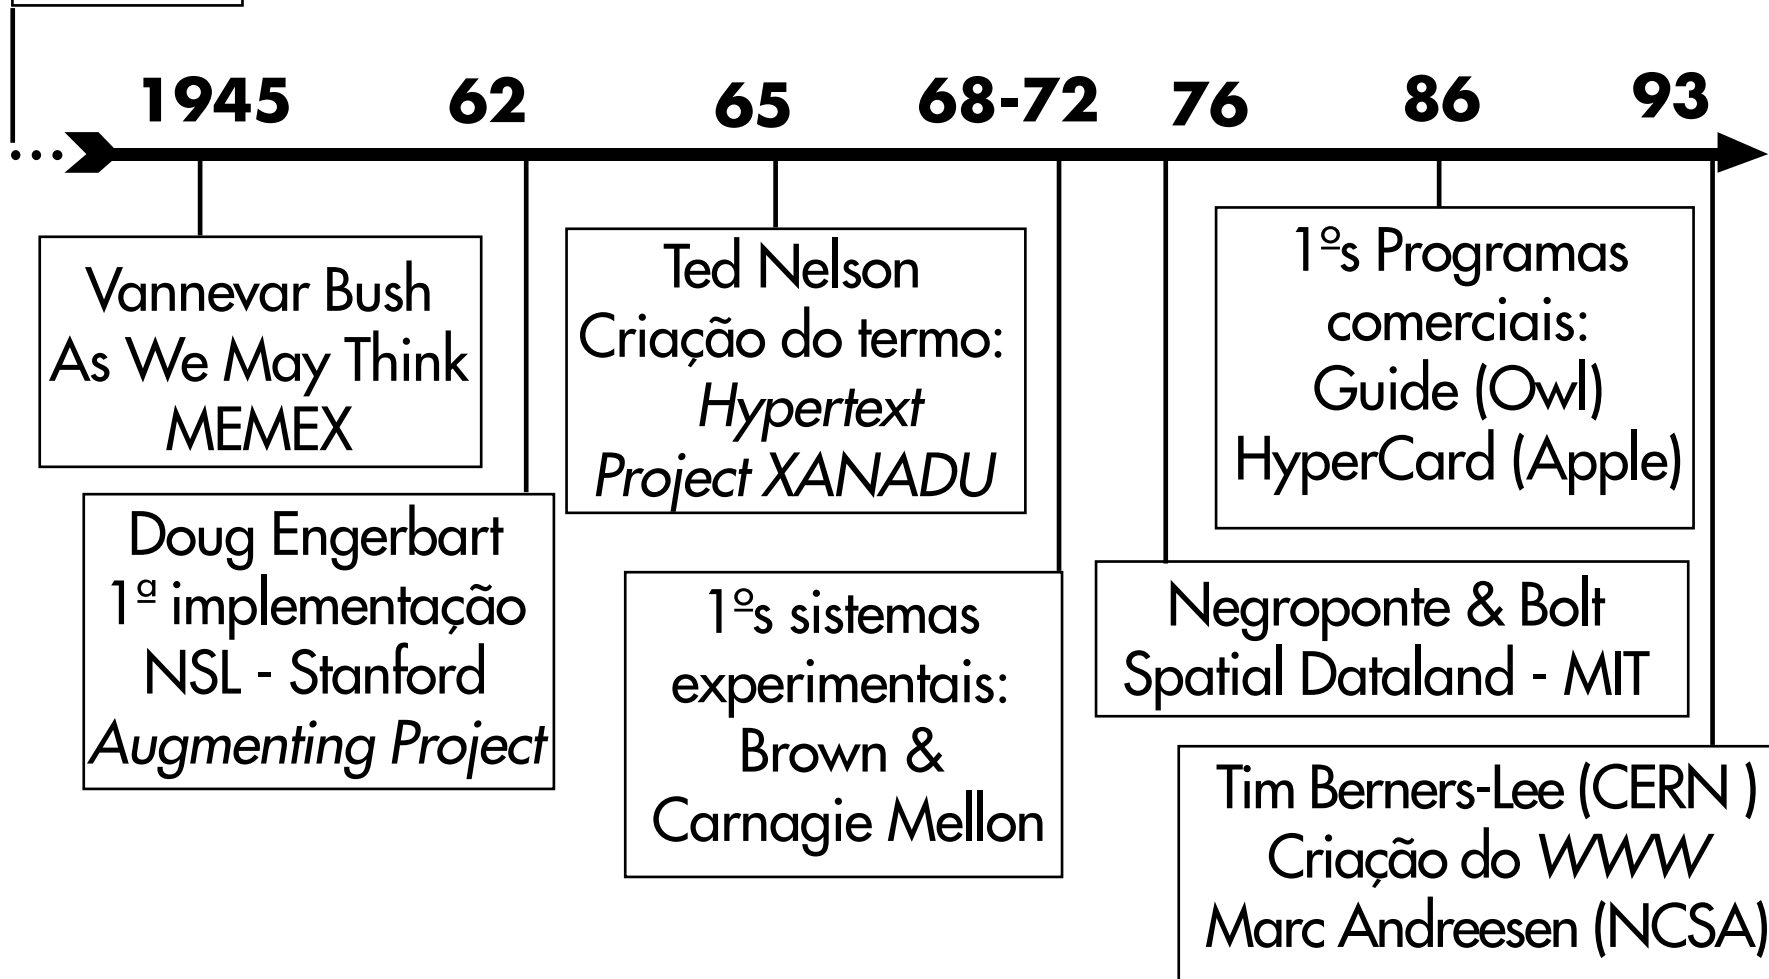 1945 62 65 68-72 76 86 93
Vannevar Bush
As We May Think
MEMEX
Doug Engerbart
1ª implementação
NSL - Stanford
Augmenting Project
Ted Nelson
Criação do termo:
Hypertext
Project XANADU
1ºs sistemas
experimentais:
Brown &
Carnagie Mellon
Negroponte & Bolt
Spatial Dataland - MIT
1ºs Programas
comerciais:
Guide (Owl)
HyperCard (Apple)
Tim Berners-Lee (CERN )
Criação do WWW
Marc Andreesen (NCSA)